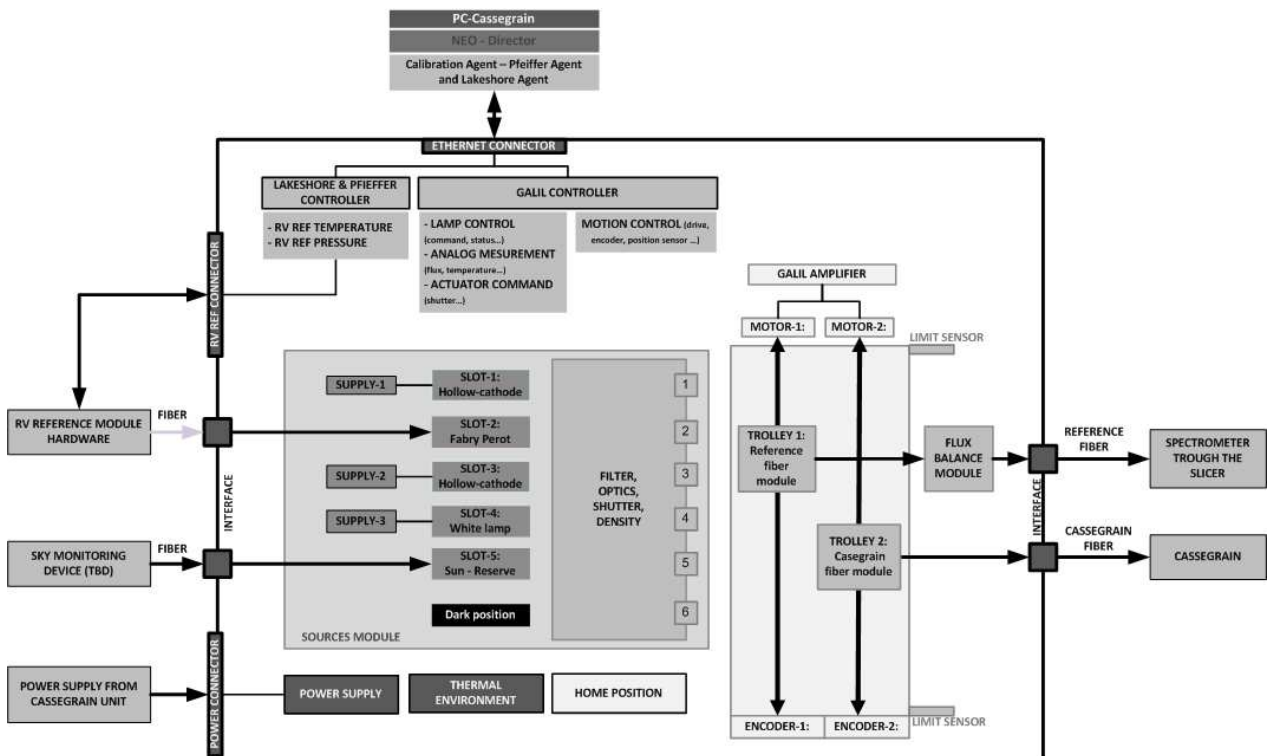 PC-Cassegrain
NEO - Director
Calibration Agent – Pfeiffer Agent
and Lakeshore Agent
ETHERNET CONNECTOR
LAKESHORE & PFIEFFER
CONTROLLER
- RV REF TEMPERATURE
- RV REF PRESSURE
GALIL CONTROLLER
- LAMP CONTROL
(command, status...)
- ANALOG MESUREMENT
(flux, temperature...)
- ACTUATOR COMMAND
(shutter...)
MOTION CONTROL (drive,
encoder, position sensor ...)
RV REF CONNECTOR
GALIL AMPLIFIER
MOTOR-1:
MOTOR-2:
LIMIT SENSOR
RV REFERENCE MODULE
HARDWARE
FIBER
INTERFACE
SKY MONITORING
DEVICE (TBD)
FIBER
POWER SUPPLY FROM
CASSEGRAIN UNIT
POWER CONNECTOR
SUPPLY-1
SLOT-1:
Hollow-cathode
SLOT-2:
Fabry Perot
SUPPLY-2
SLOT-3:
Hollow-cathode
SUPPLY-3
SLOT-4:
White lamp
SLOT-5:
Sun - Reserve
Dark position
SOURCES MODULE
FILTER,
OPTICS,
SHUTTER,
DENSITY
1
2
3
4
5
6
TROLLEY 1:
Reference
fiber
module
TROLLEY 2:
Casegrain
fiber module
FLUX
BALANCE
MODULE
REFERENCE
FIBER
SPECTROMETER
TROUGH THE
SLICER
INTERFACE
CASSEGRAIN
FIBER
CASSEGRAIN
POWER SUPPLY
THERMAL
ENVIRONMENT
HOME POSITION
ENCODER-1:
ENCODER-2:
LIMIT SENSOR